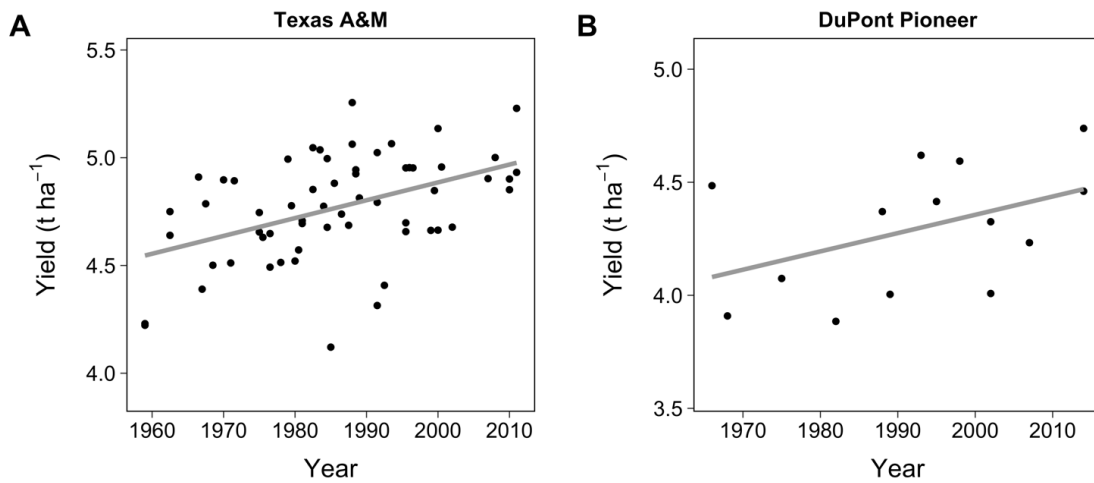 A
Texas A&M
Yield (t ha⁻¹)
5.5
5.0
4.5
4.0
1960 1970 1980 1990 2000 2010
Year
B
DuPont Pioneer
Yield (t ha⁻¹)
5.0
4.5
4.0
3.5
1970 1980 1990 2000 2010
Year